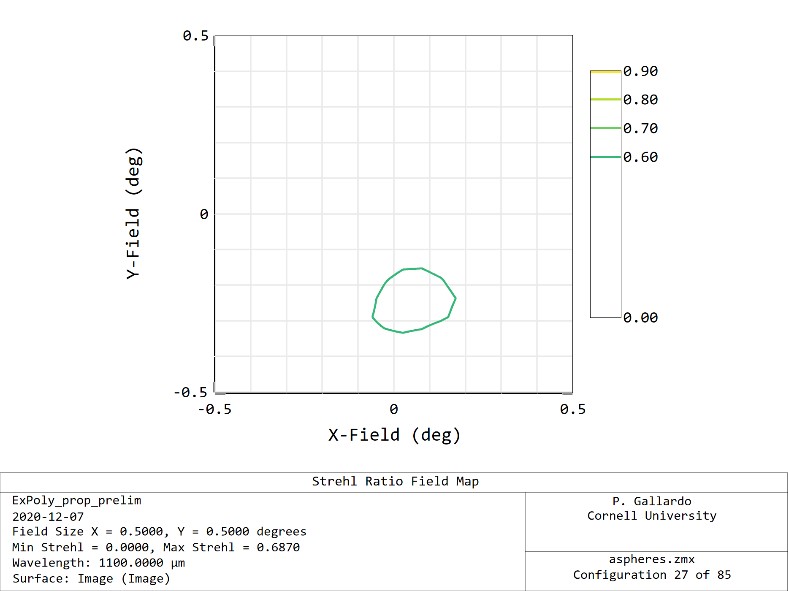 0.5
0
-0.5
Y-Field (deg)
-0.5
0
0.5
X-Field (deg)
0.90
0.80
0.70
0.60
0.00
Strehl Ratio Field Map
ExPoly_prop_prelim
2020-12-07
Field Size X = 0.5000, Y = 0.5000 degrees
Min Strehl = 0.0000, Max Strehl = 0.6870
Wavelength: 1100.0000 µm
Surface: Image (Image)
P. Gallardo
Cornell University
aspheres.zmx
Configuration 27 of 85